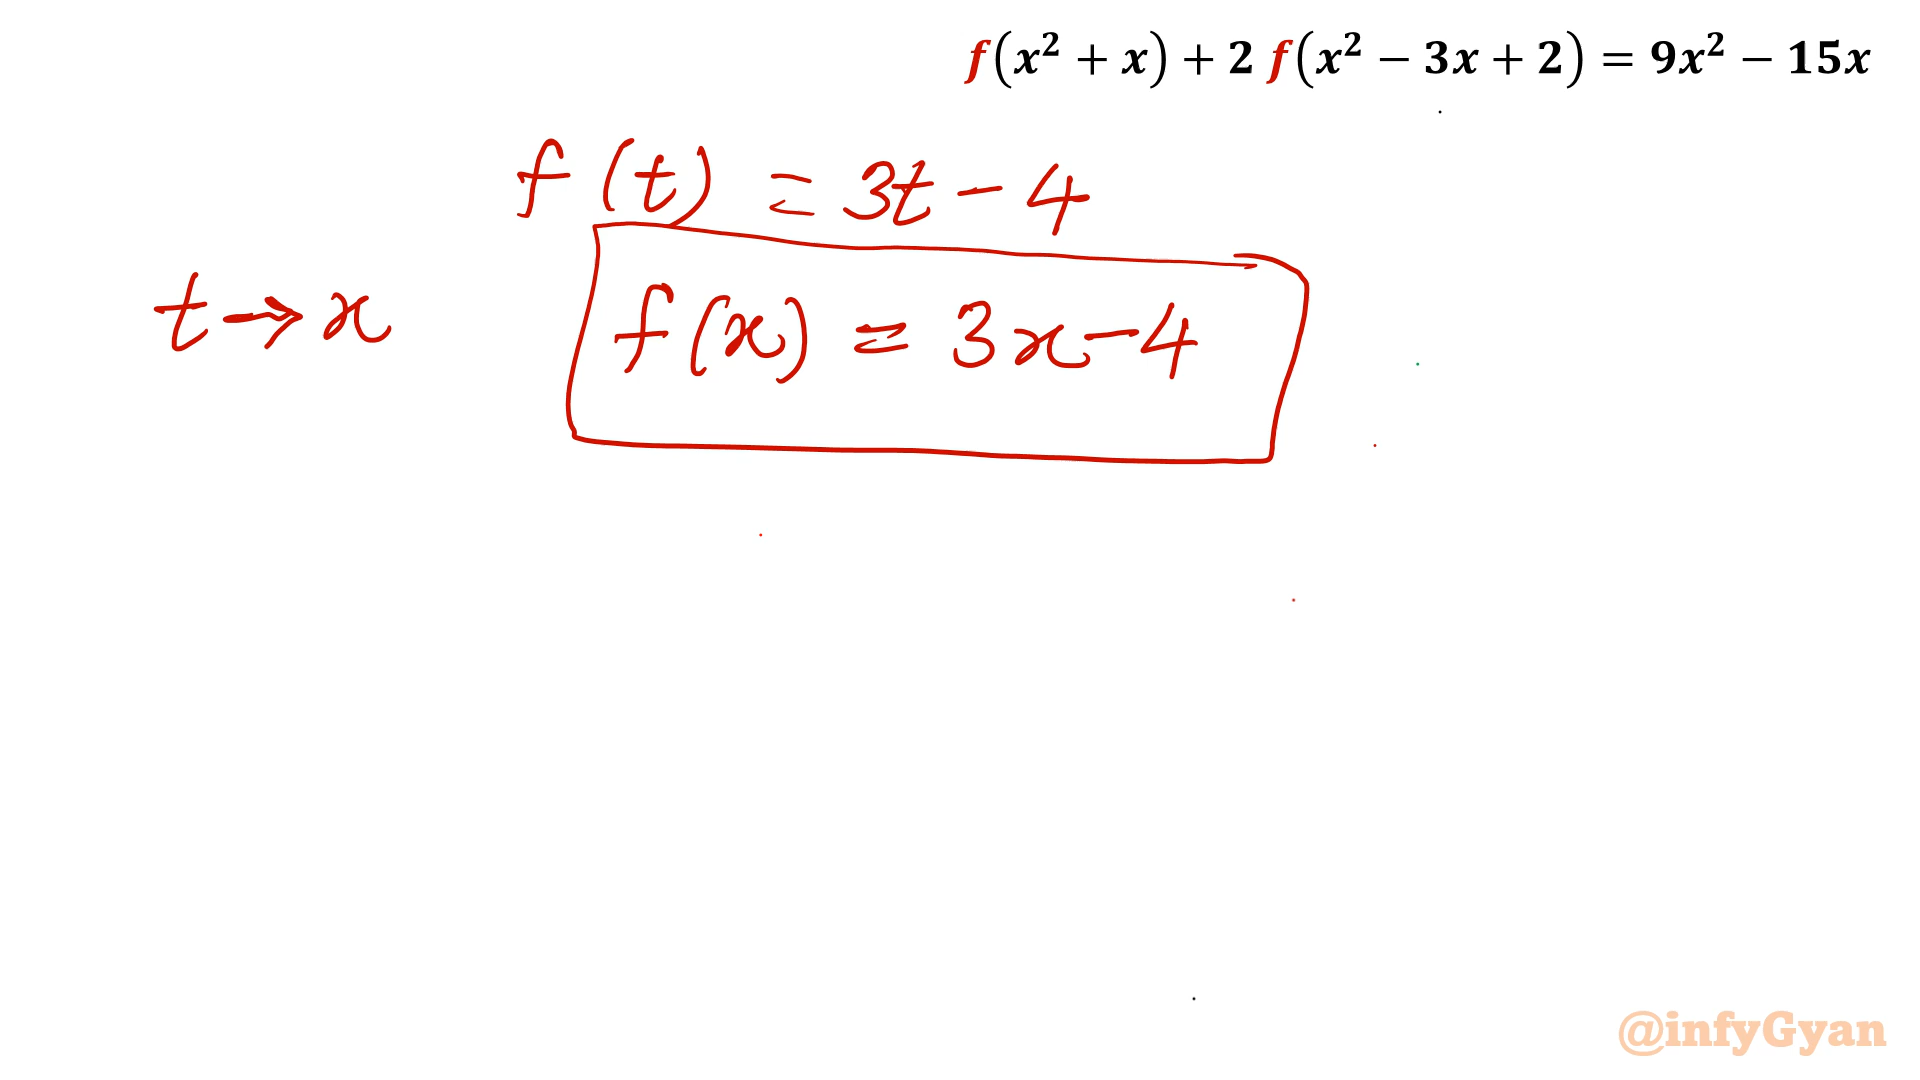 f(x² + x) + 2 f(x² − 3x + 2) = 9x² − 15x
f(t) = 3t − 4
t → x
f(x) = 3x − 4
@infyGyan